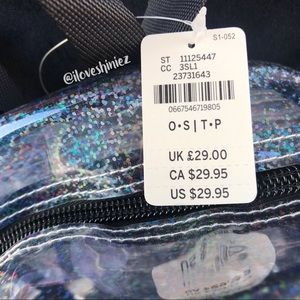 @iloveshiniez
S1-052
ST 11125447
CC 3SL1
23731643
0667546719805
O·S|T·P
UK £29.00
CA $29.95
US $29.95